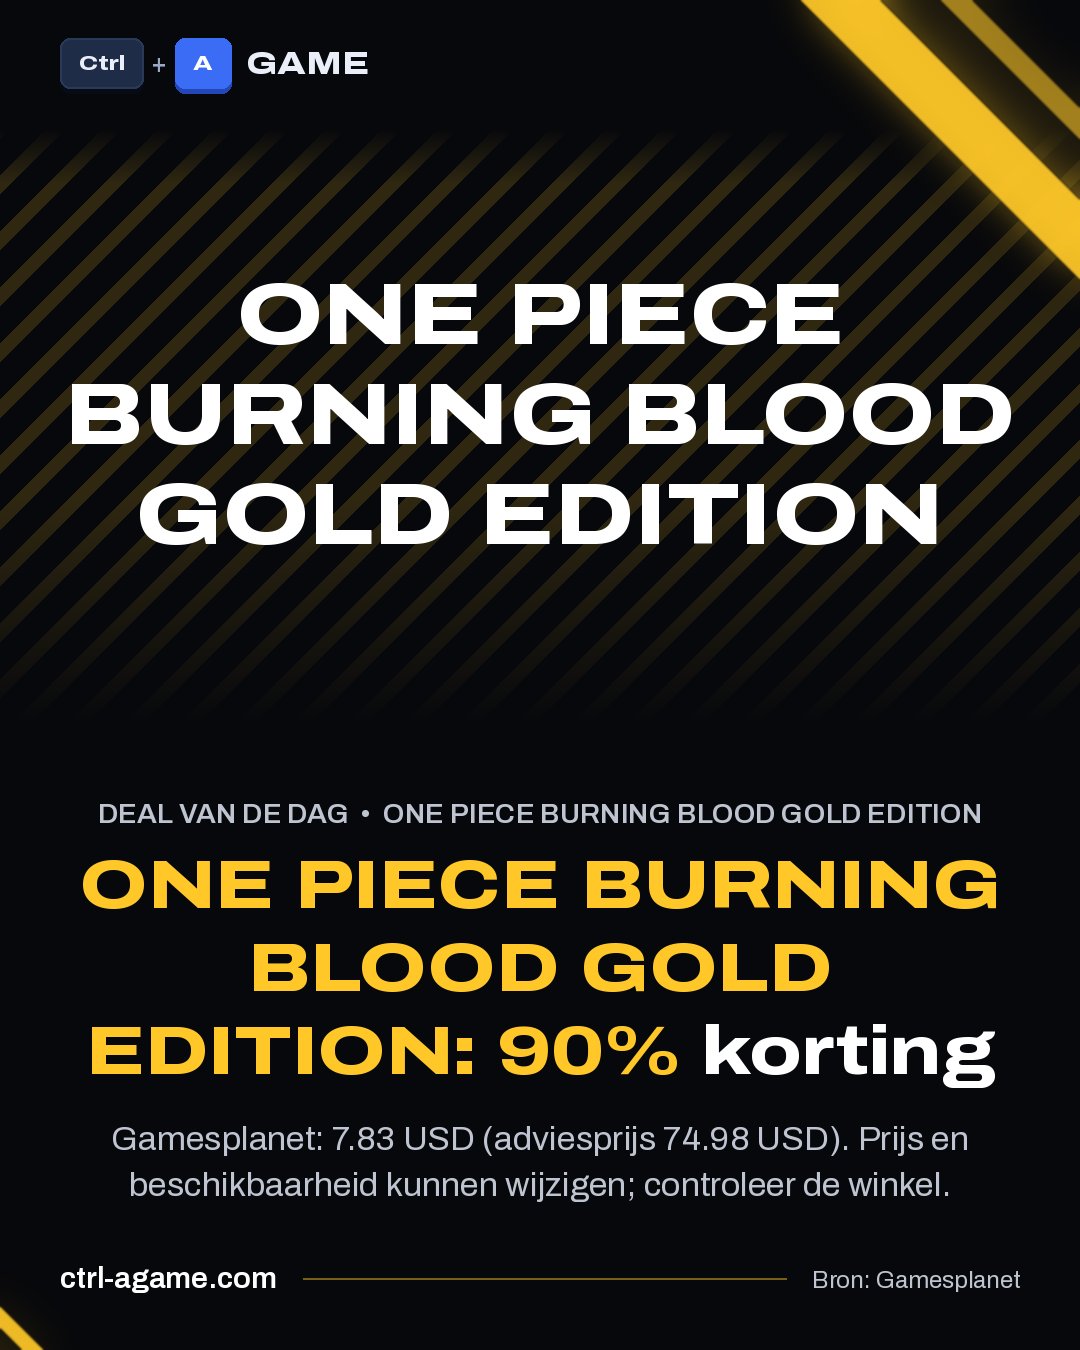 Ctrl + A GAME
ONE PIECE
BURNING BLOOD
GOLD EDITION
DEAL VAN DE DAG • ONE PIECE BURNING BLOOD GOLD EDITION
ONE PIECE BURNING
BLOOD GOLD
EDITION: 90% korting
Gamesplanet: 7.83 USD (adviesprijs 74.98 USD). Prijs en
beschikbaarheid kunnen wijzigen; controleer de winkel.
ctrl-agame.com
Bron: Gamesplanet